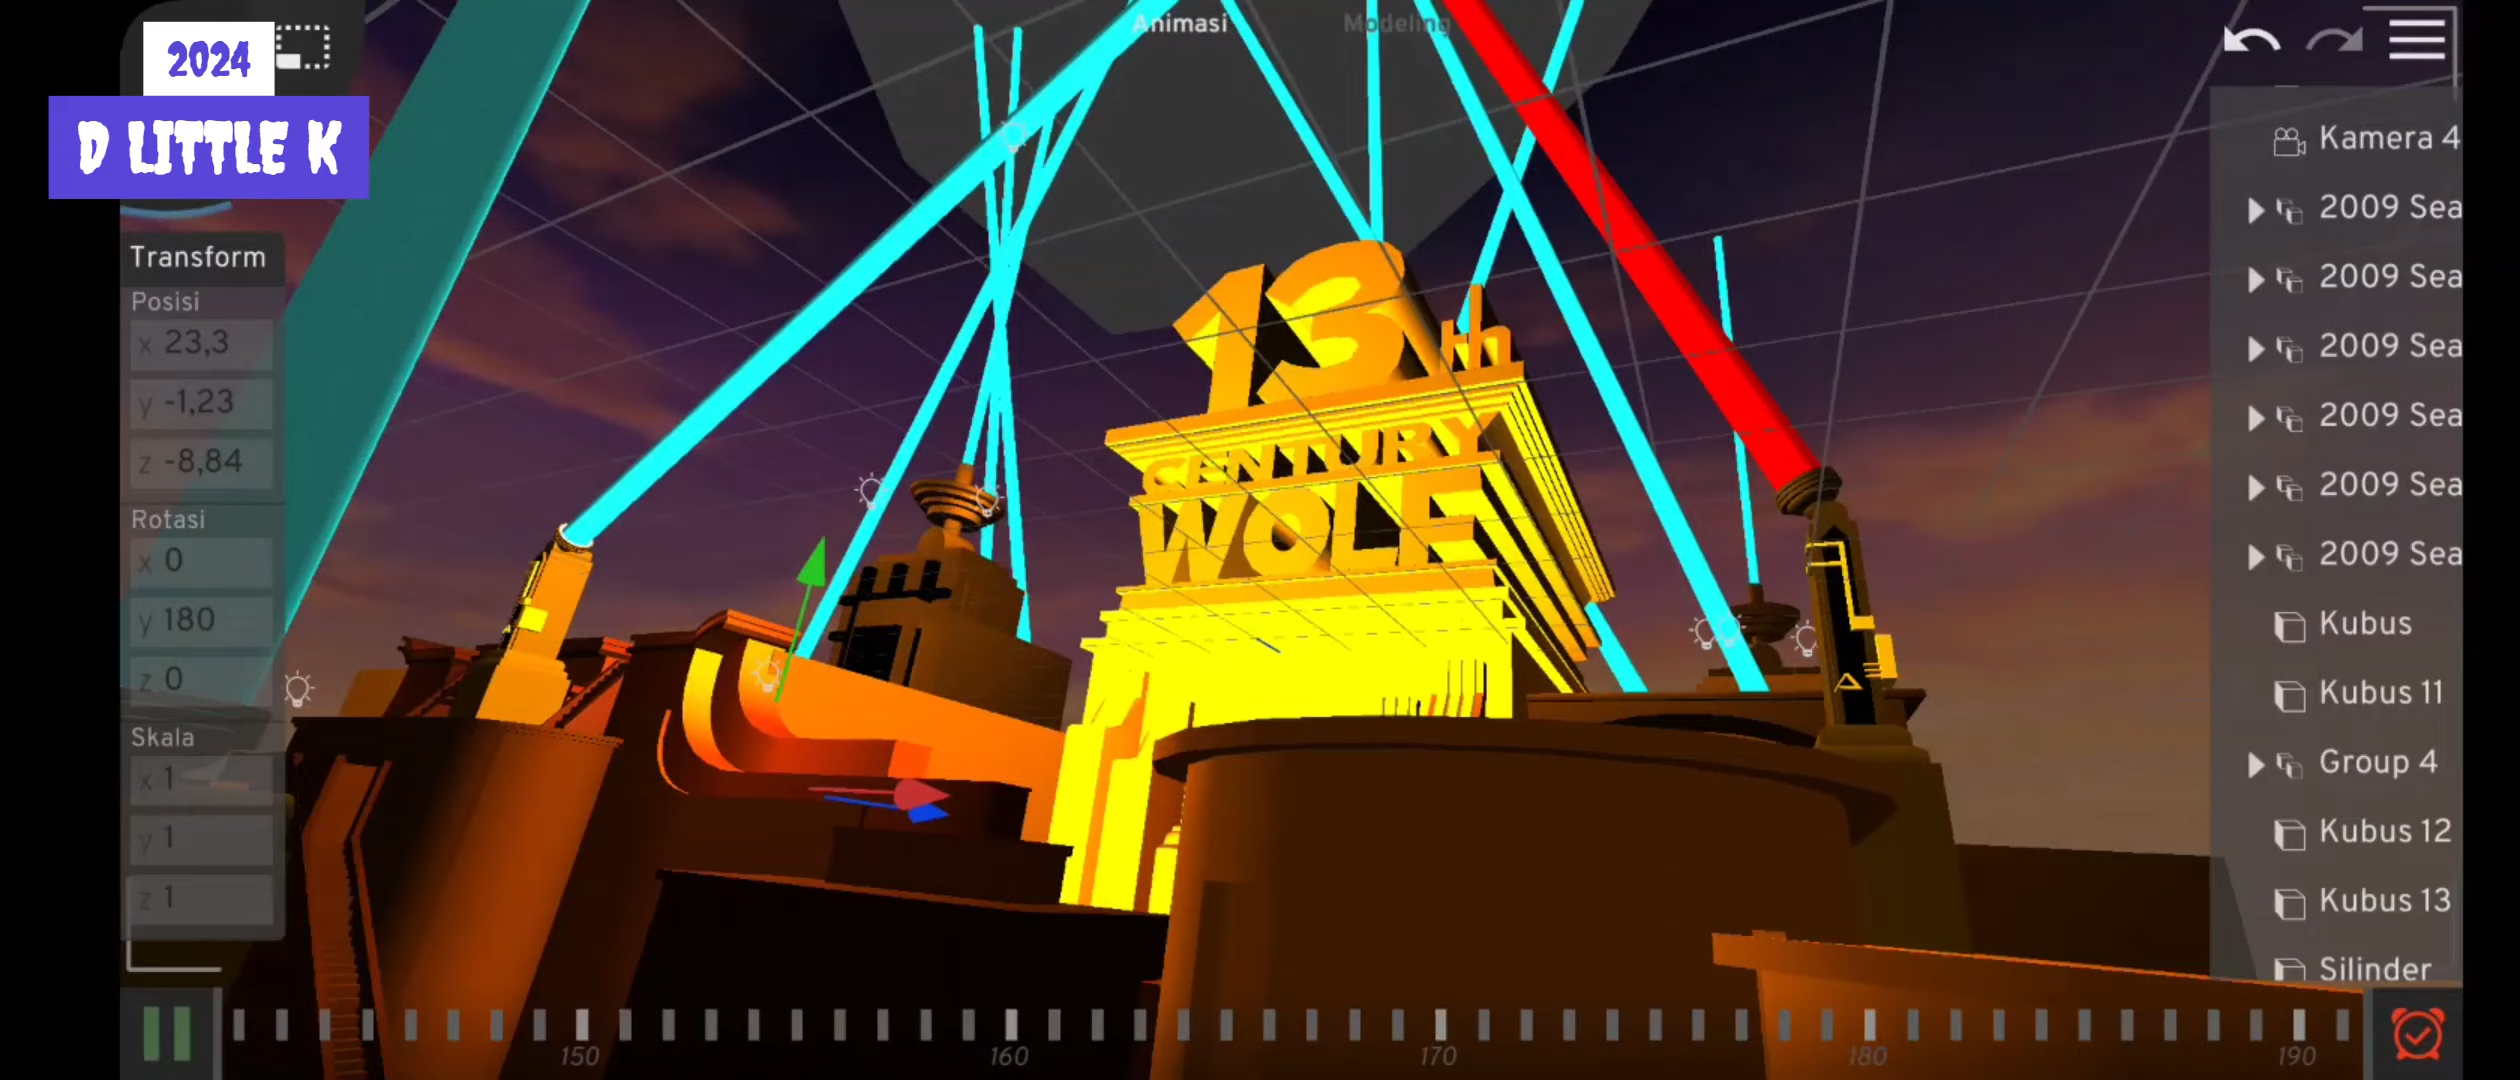 Animasi
Modeling
2024
D LITTLE K
Transform
Posisi
x 23,3
y -1,23
z -8,84
Rotasi
x 0
y 180
z 0
Skala
x 1
y 1
z 1
13th
CENTURY
WOLF
Kamera 4
2009 Sea
2009 Sea
2009 Sea
2009 Sea
2009 Sea
2009 Sea
Kubus
Kubus 11
Group 4
Kubus 12
Kubus 13
Silinder
150
160
170
180
190